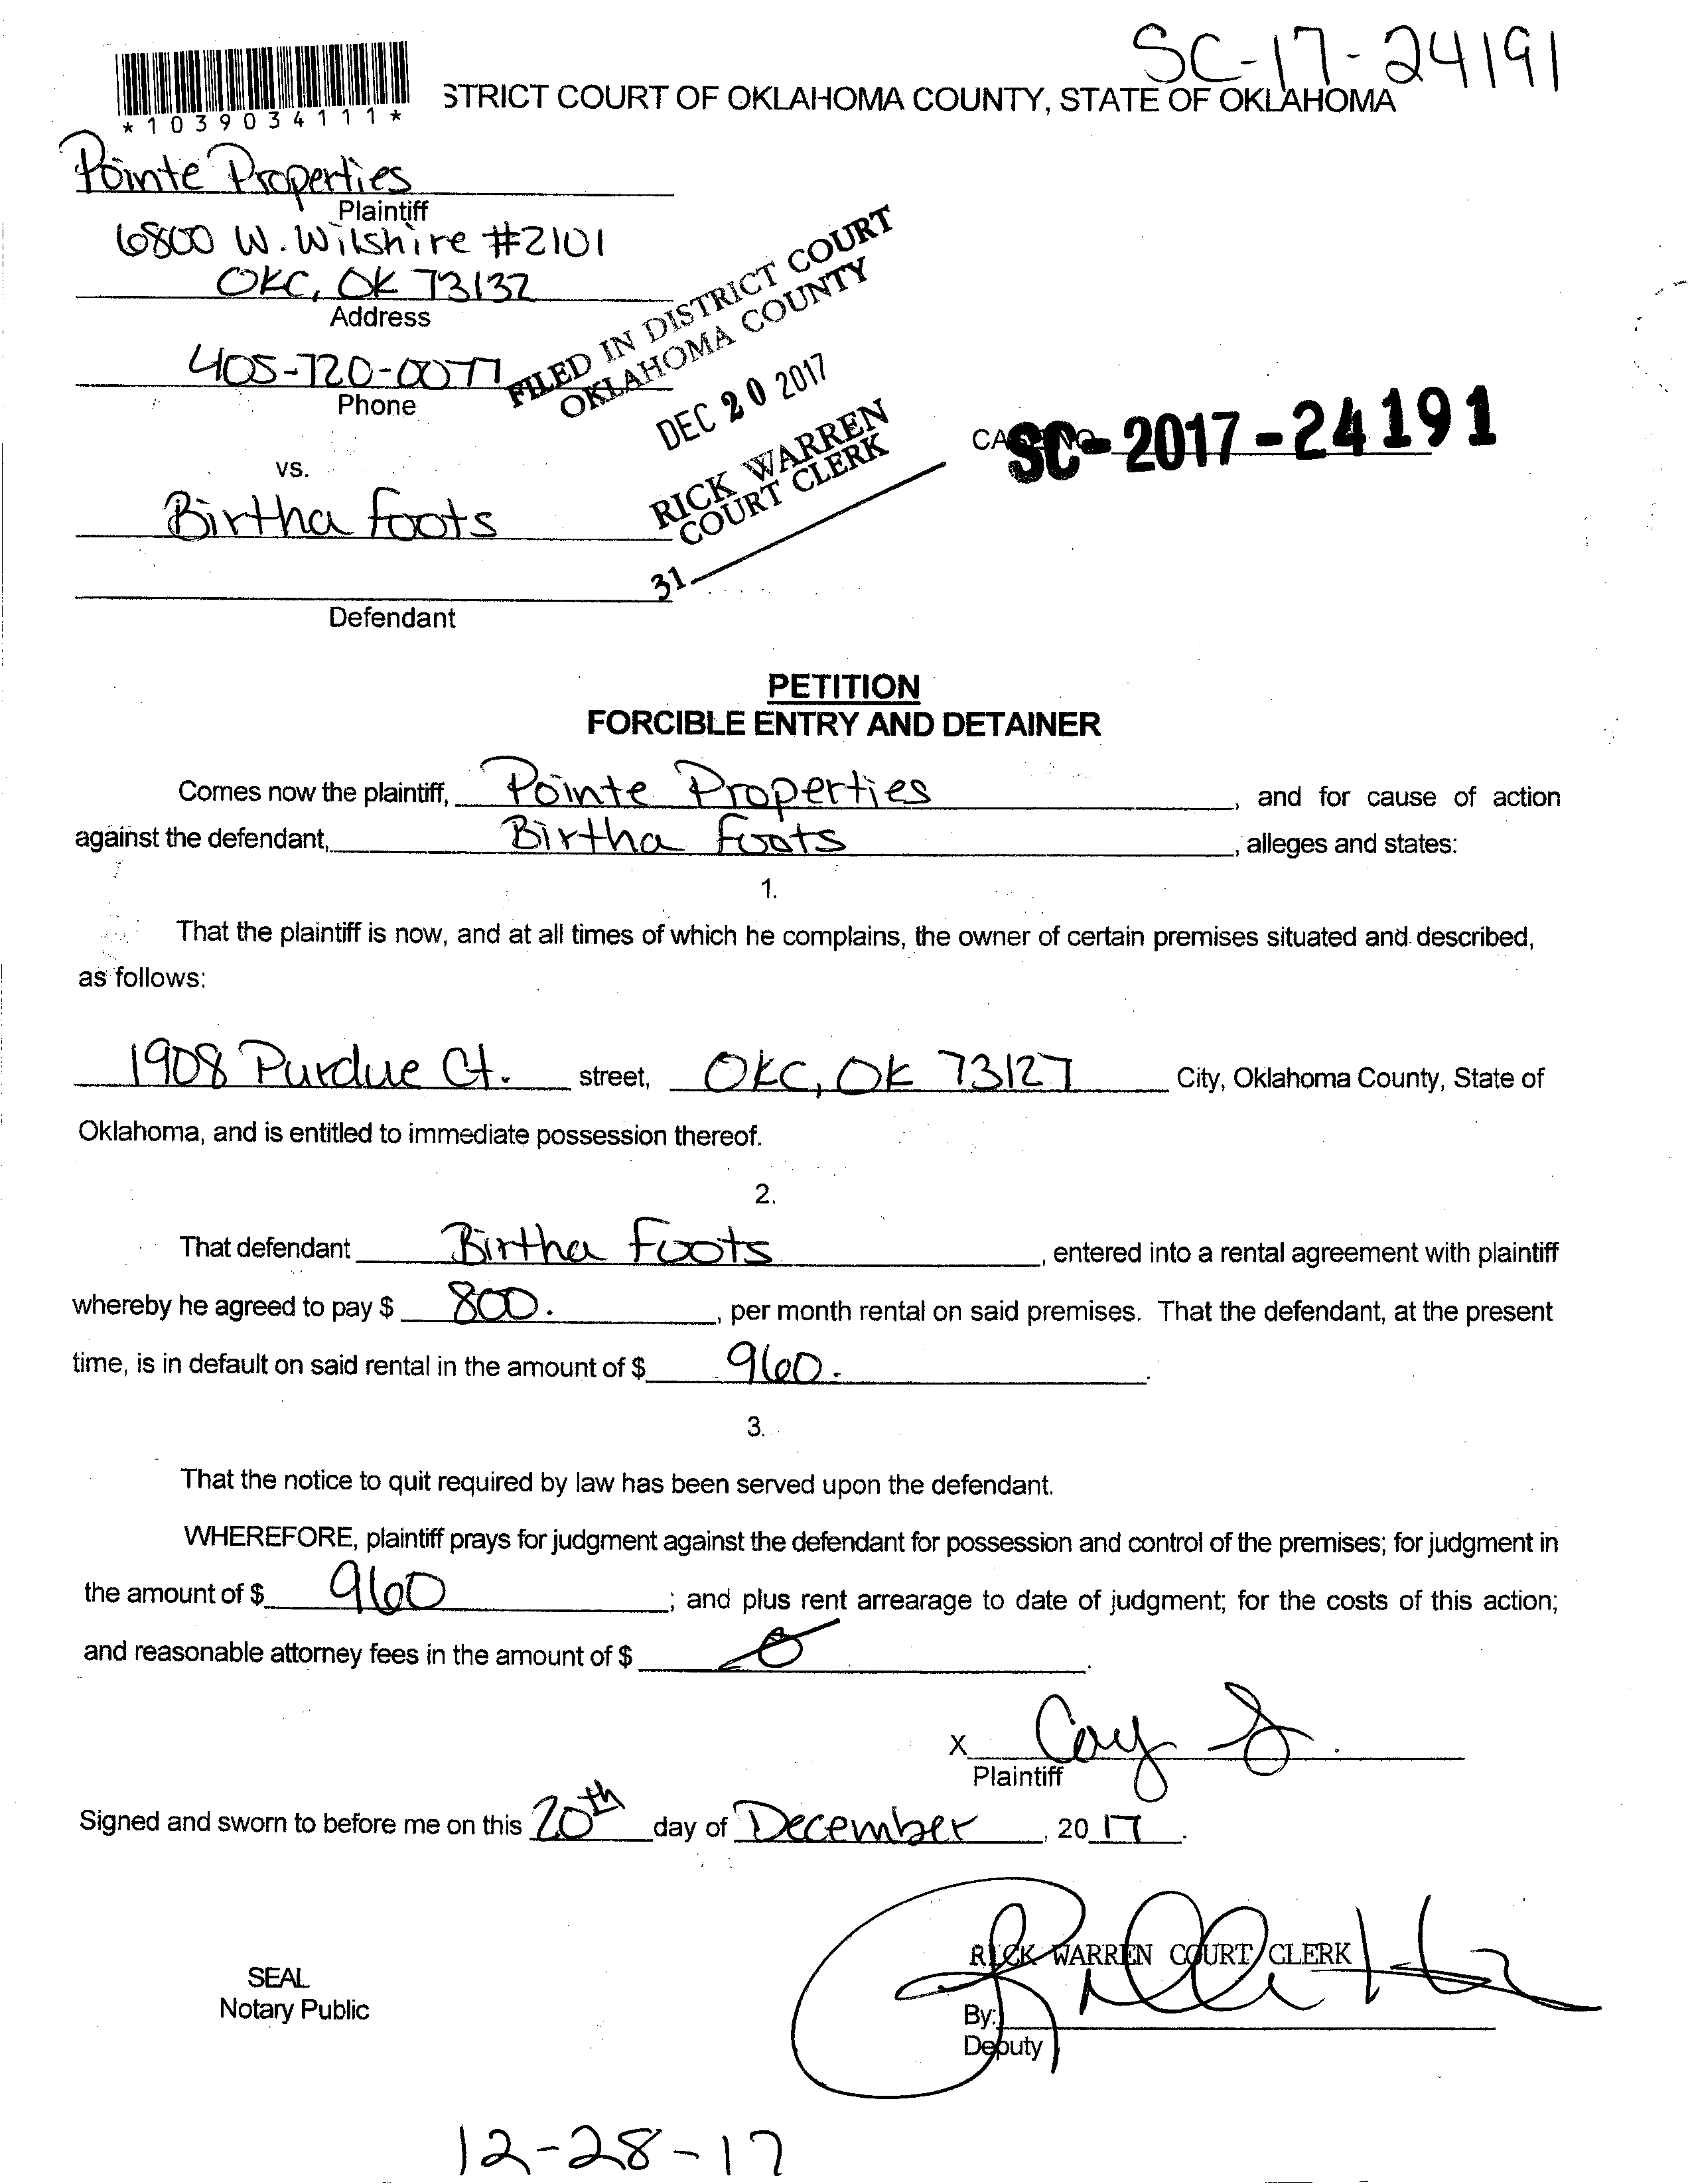 SC-17-24191
*1039034111*
STRICT COURT OF OKLAHOMA COUNTY, STATE OF OKLAHOMA
Pointe Properties
Plaintiff
6800 W. Wilshire #2101
OKC, OK 73132
Address
405-720-0077
Phone
FILED IN DISTRICT COURT
OKLAHOMA COUNTY
DEC 20 2017
RICK WARREN
COURT CLERK
31
SC-2017-24191
vs.
Birtha Foots
Defendant
PETITION
FORCIBLE ENTRY AND DETAINER
Comes now the plaintiff, Pointe Properties, and for cause of action
against the defendant, Birtha Foots, alleges and states:
1.
That the plaintiff is now, and at all times of which he complains, the owner of certain premises situated and described,
as follows:
1908 Purdue Ct. street, OKC, OK 73127 City, Oklahoma County, State of
Oklahoma, and is entitled to immediate possession thereof.
2.
That defendant Birtha Foots, entered into a rental agreement with plaintiff
whereby he agreed to pay $ 800., per month rental on said premises. That the defendant, at the present
time, is in default on said rental in the amount of $ 960.
3.
That the notice to quit required by law has been served upon the defendant.
WHEREFORE, plaintiff prays for judgment against the defendant for possession and control of the premises; for judgment in
the amount of $ 960; and plus rent arrearage to date of judgment; for the costs of this action;
and reasonable attorney fees in the amount of $ 0.
X
Plaintiff
Signed and sworn to before me on this 20th day of December, 2017.
RICK WARREN COURT CLERK
SEAL
Notary Public
By:
Deputy
12-28-17